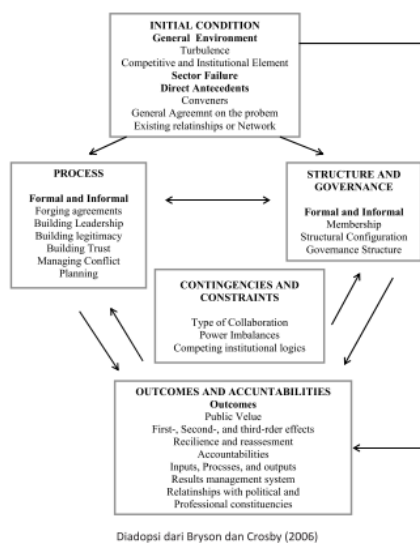 INITIAL CONDITION
General Environment
Turbulence
Competitive and Institutional Element
Sector Failure
Direct Antecedents
Conveners
General Agreemnt on the probem
Existing relatinships or Network
PROCESS
Formal and Informal
Forging agreements
Building Leadership
Building legitimacy
Building Trust
Managing Conflict
Planning
STRUCTURE AND
GOVERNANCE
Formal and Informal
Membership
Structural Configuration
Governance Structure
CONTINGENCIES AND
CONSTRAINTS
Type of Collaboration
Power Imbalances
Competing institutional logics
OUTCOMES AND ACCUNTABILITIES
Outcomes
Public Velue
First-, Second-, and third-rder effects
Recilience and reassesment
Accountabilities
Inputs, Procsses, and outputs
Results management system
Relationships with political and
Professional constituencies
Diadopsi dari Bryson dan Crosby (2006)